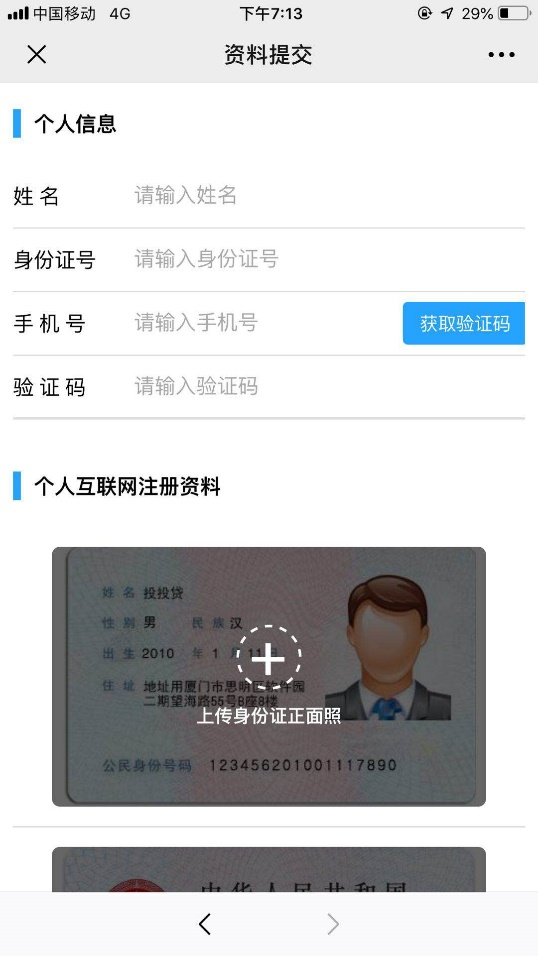 中国移动 4G 下午7:13 29%
资料提交
个人信息
姓 名 请输入姓名
身份证号 请输入身份证号
手 机 号 请输入手机号 获取验证码
验 证 码 请输入验证码
个人互联网注册资料
姓 名 投投贷
性 别 男 民 族 汉
出 生 2010 年 1 月 11 日
住 址 地址用厦门市思明区软件园
二期望海路55号B座8楼
上传身份证正面照
公民身份号码 123456201001117890
中华人民共和国